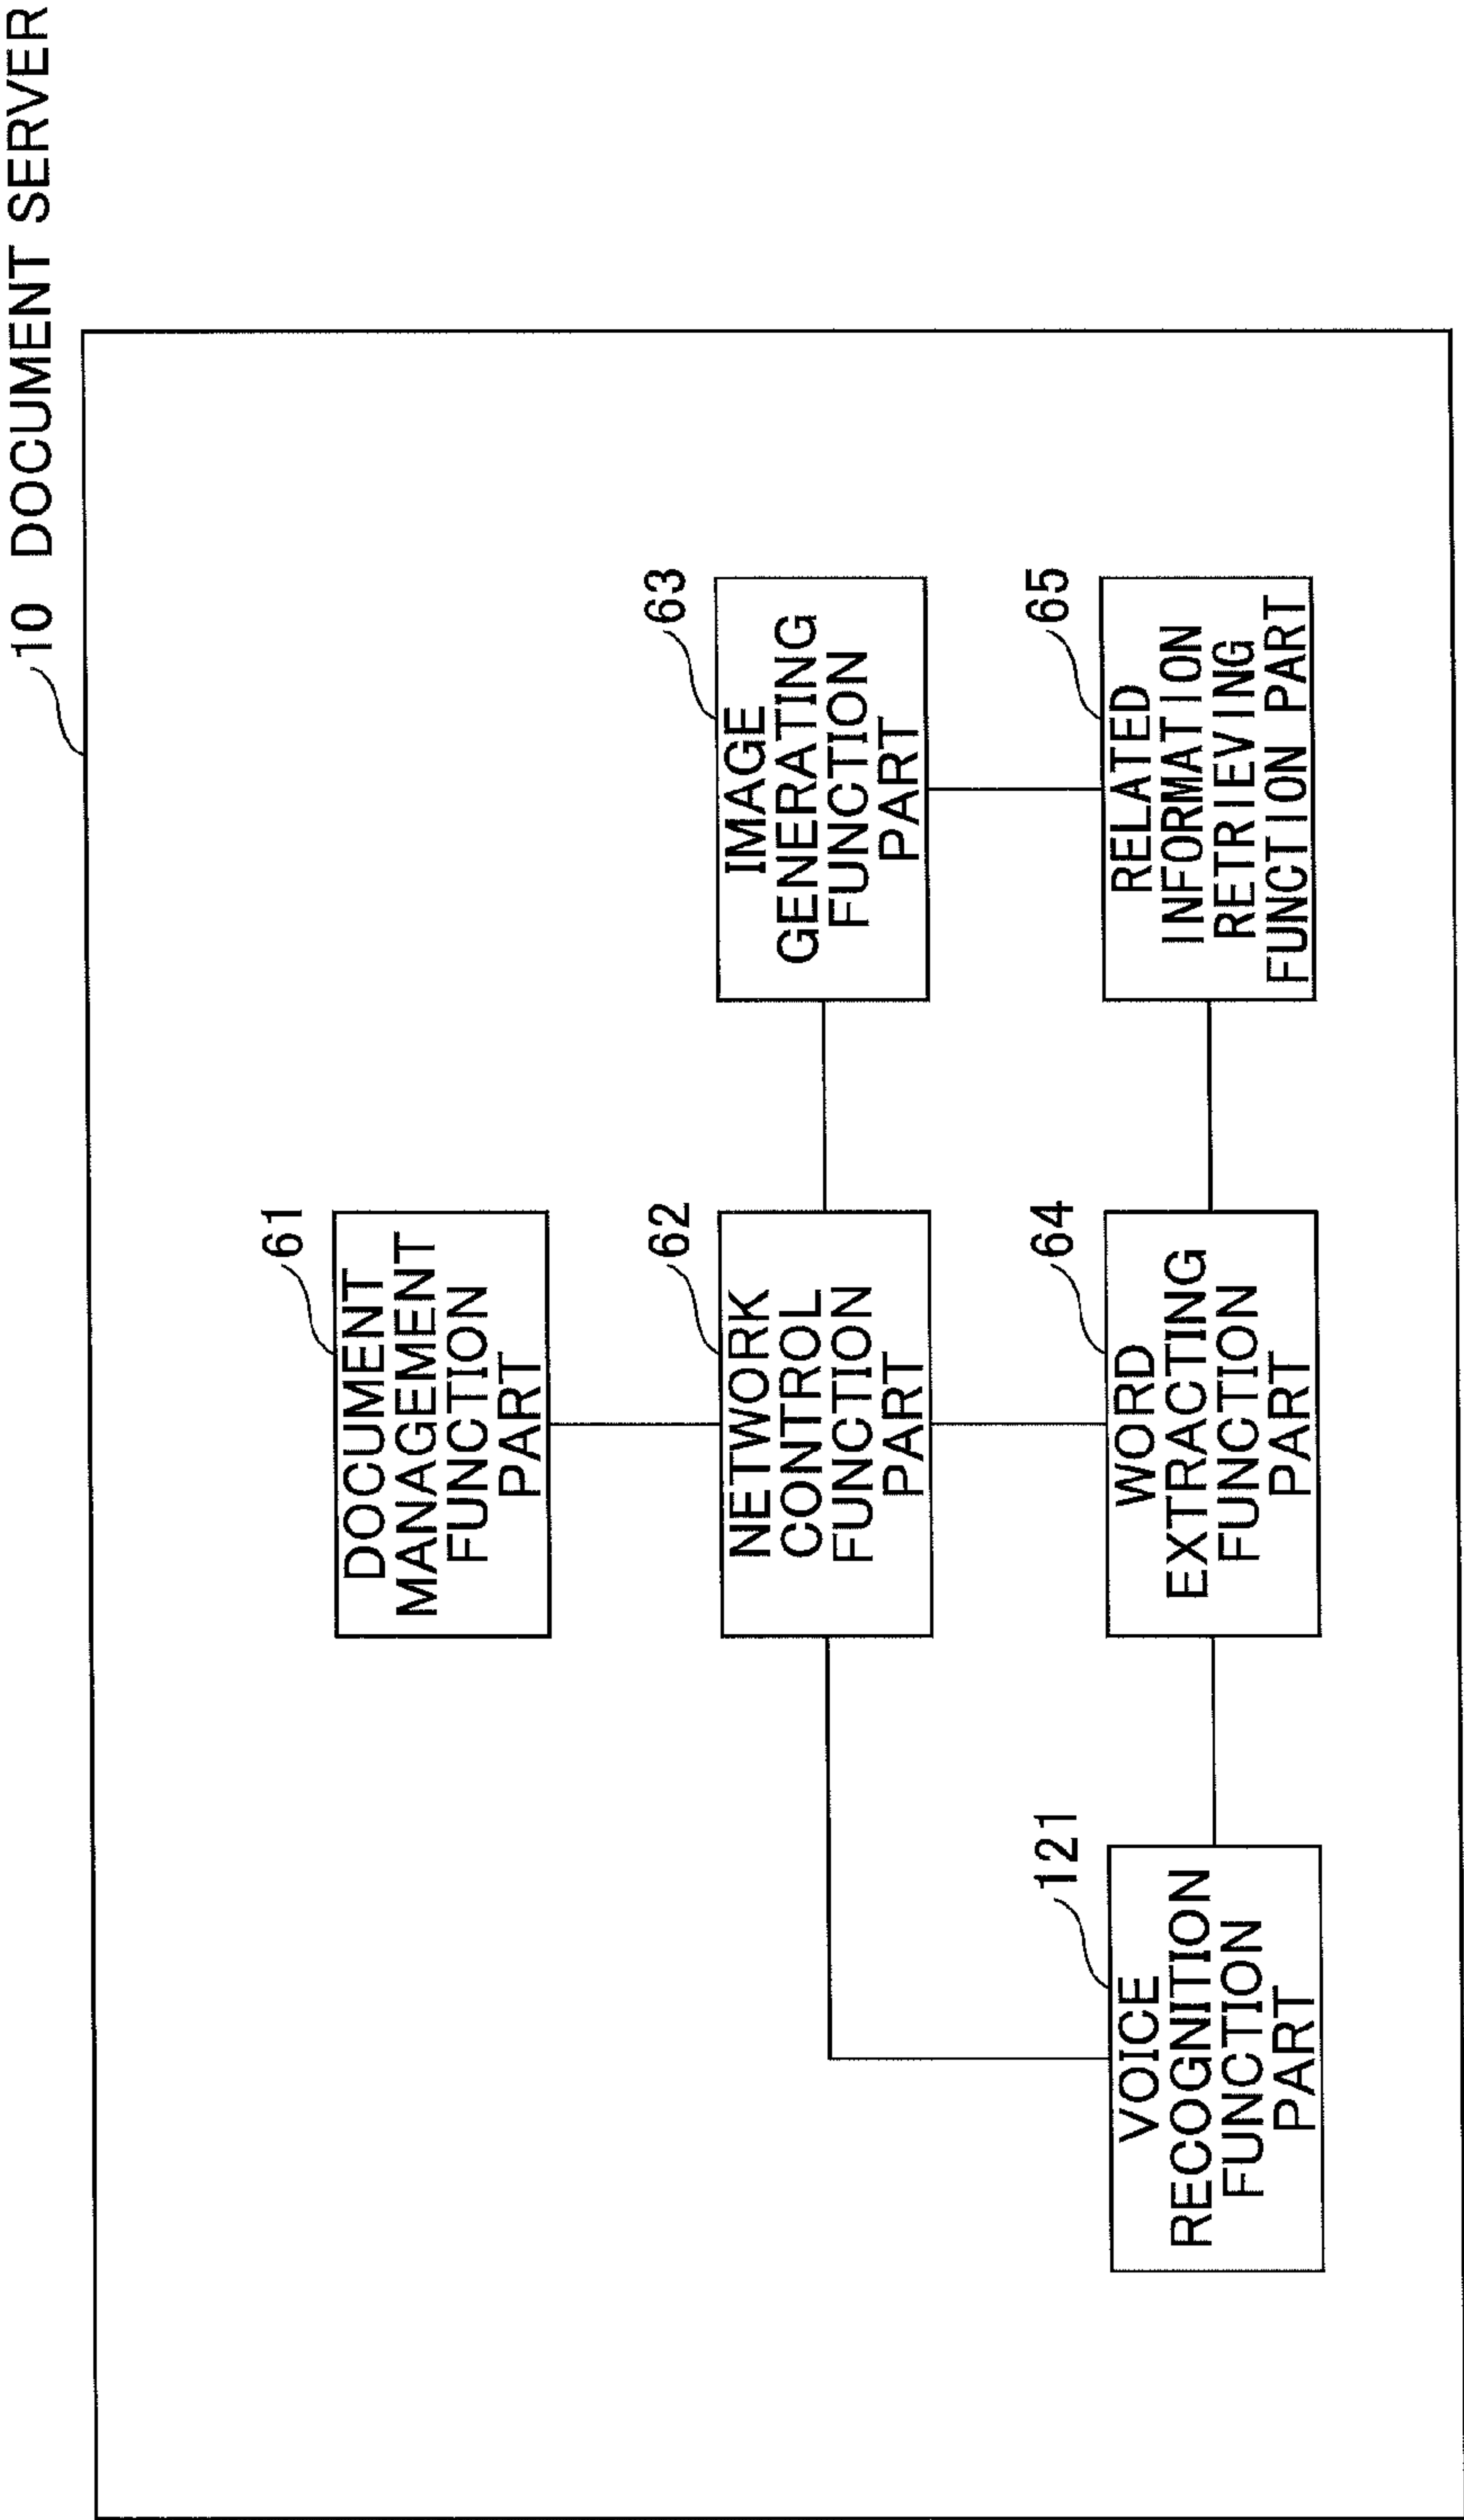 10 DOCUMENT SERVER
61
DOCUMENT
MANAGEMENT
FUNCTION
PART
62
NETWORK
CONTROL
FUNCTION
PART
63
IMAGE
GENERATING
FUNCTION
PART
121
VOICE
RECOGNITION
FUNCTION
PART
64
WORD
EXTRACTING
FUNCTION
PART
65
RELATED
INFORMATION
RETRIEVING
FUNCTION PART